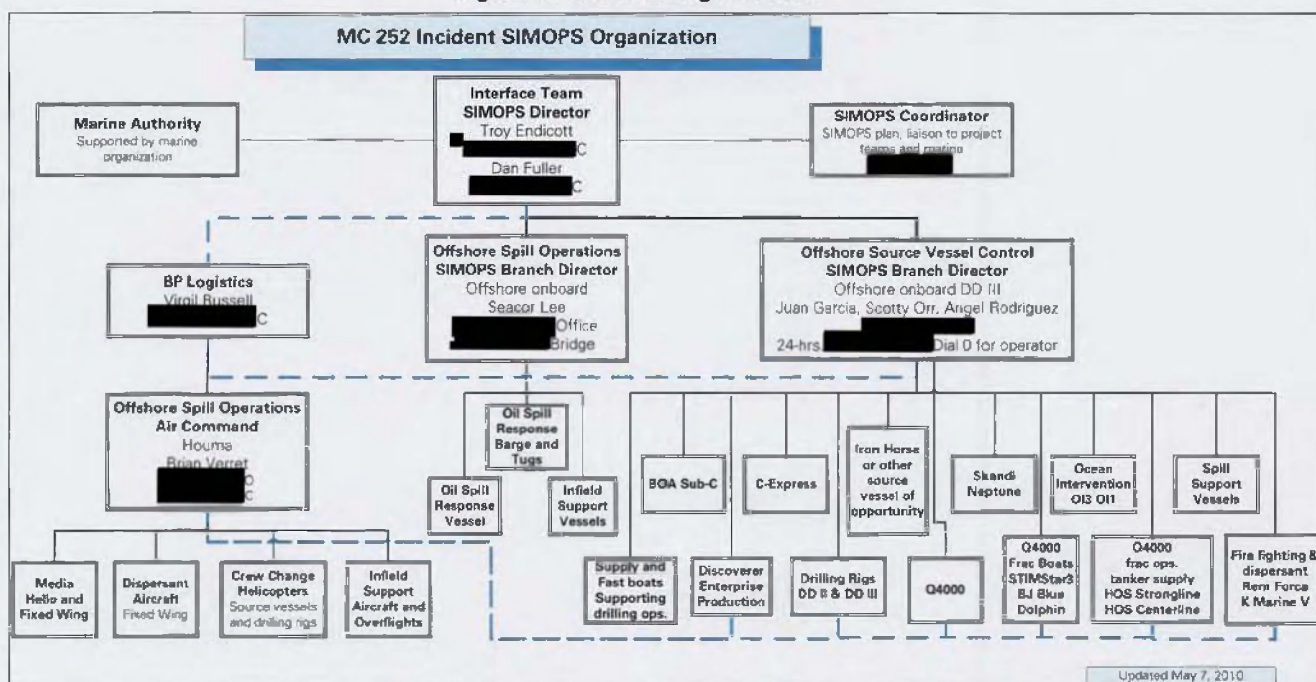 MC 252 Incident SIMOPS Organization
Interface Team
SIMOPS Director
Troy Endicott
C
Dan Fuller
C
Marine Authority
Supported by marine
organization
SIMOPS Coordinator
SIMOPS plan, liaison to project
teams and marine
BP Logistics
Virgil Russell
C
Offshore Spill Operations
SIMOPS Branch Director
Offshore onboard
Seacor Lee
Office
Bridge
Offshore Source Vessel Control
SIMOPS Branch Director
Offshore onboard DD III
Juan Garcia, Scotty Orr, Angel Rodriguez
24-hrs. Dial 0 for operator
Offshore Spill Operations
Air Command
Houma
Brian Verret
O
C
Oil Spill
Response
Barge and
Tugs
Oil Spill
Response
Vessel
Infield
Support
Vessels
BOA Sub-C
C-Express
Iron Horse
or other
source
vessel of
opportunity
Skandi
Neptune
Ocean
Intervention
OI3 OI1
Spill
Support
Vessels
Media
Helio and
Fixed Wing
Dispersant
Aircraft
Fixed Wing
Crew Change
Helicopters
Source vessels
and drilling rigs
Infield
Support
Aircraft and
Overflights
Supply and
Fast boats
Supporting
drilling ops.
Discoverer
Enterprise
Production
Drilling Rigs
DD II & DD III
Q4000
Q4000
Frac Boats
STIMStar3
BJ Blue
Dolphin
Q4000
frac ops.
tanker supply
HOS Strongline
HOS Centerline
Fire fighting &
dispersant
Rem Force
K Marine V
Updated May 7, 2010